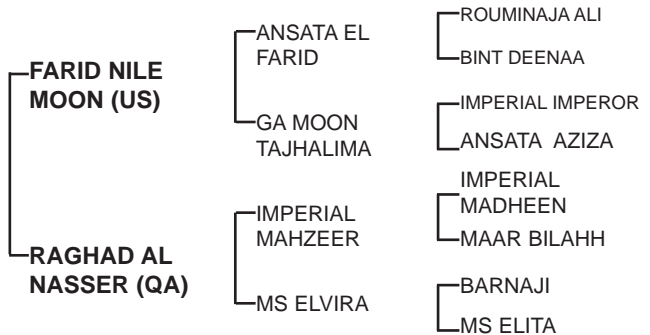 FARID NILE
MOON (US)
RAGHAD AL
NASSER (QA)
ANSATA EL
FARID
GA MOON
TAJHALIMA
IMPERIAL
MAHZEER
MS ELVIRA
ROUMINAJA ALI
BINT DEENAA
IMPERIAL IMPEROR
ANSATA AZIZA
IMPERIAL
MADHEEN
MAAR BILAHH
BARNAJI
MS ELITA